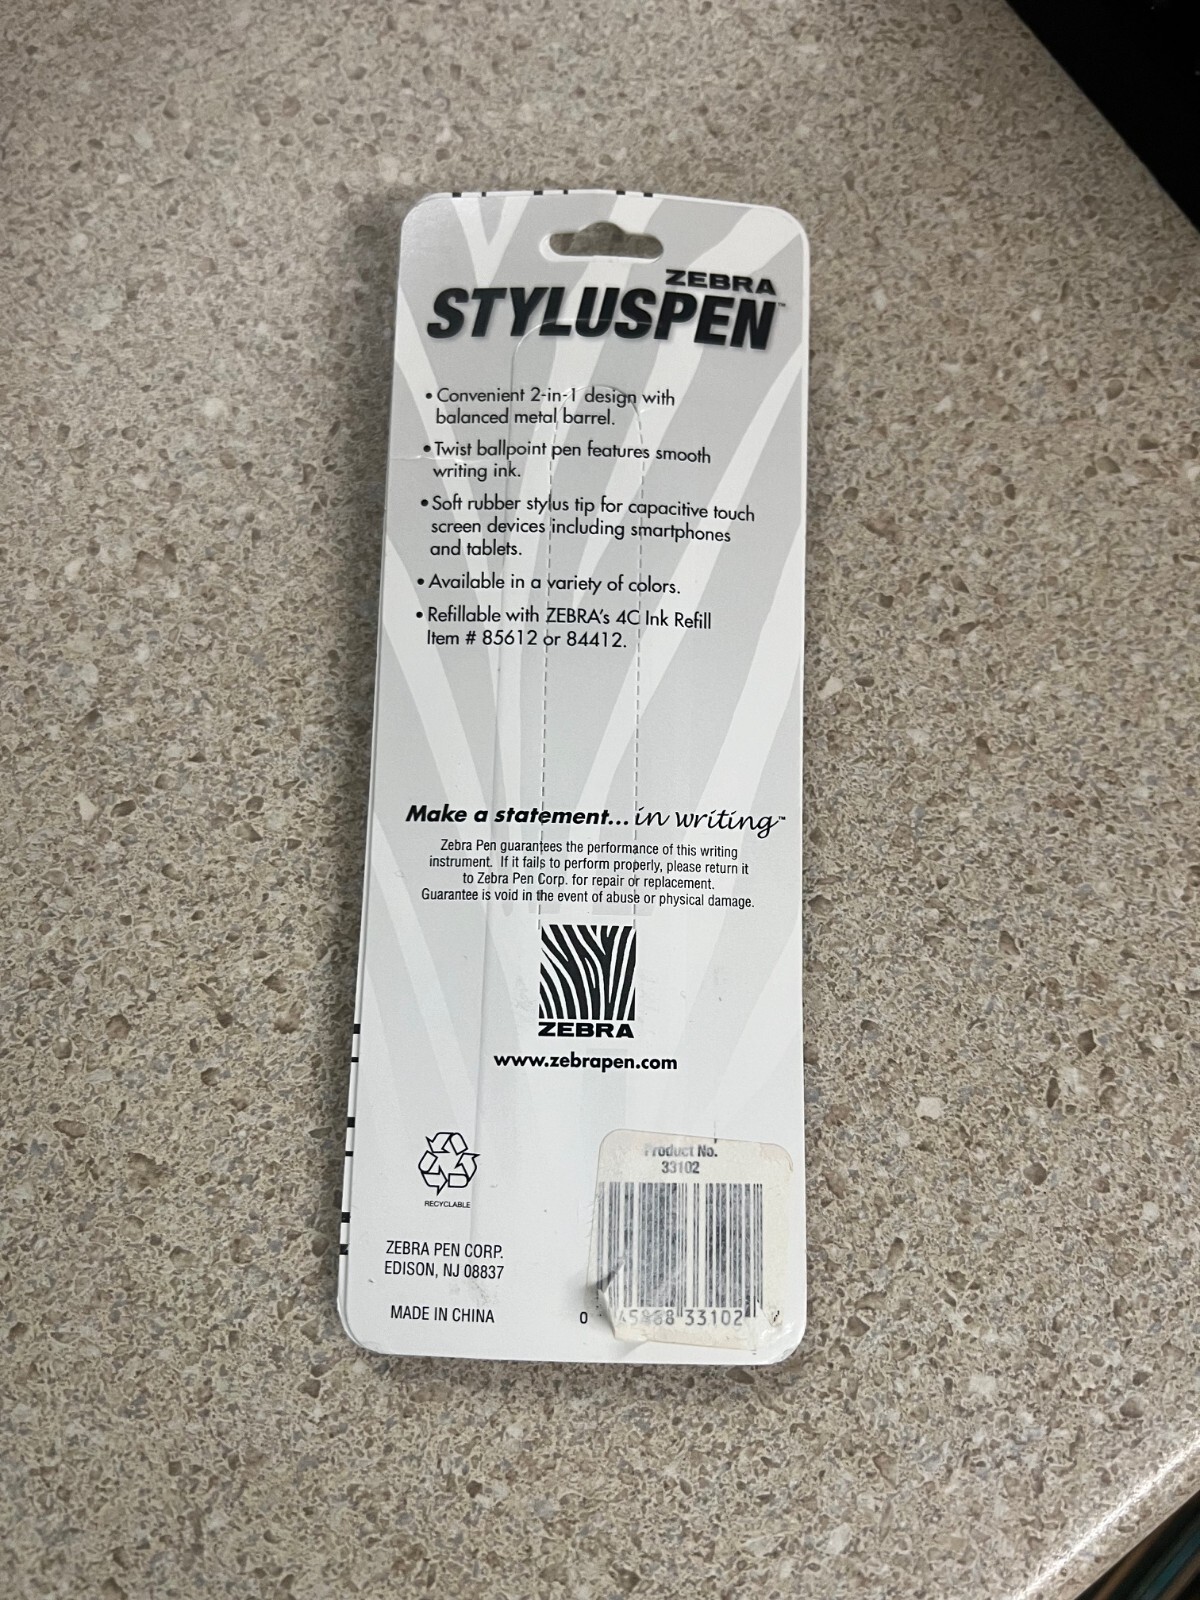 ZEBRA
STYLUSPEN™
• Convenient 2-in-1 design with
balanced metal barrel.
• Twist ballpoint pen features smooth
writing ink.
• Soft rubber stylus tip for capacitive touch
screen devices including smartphones
and tablets.
• Available in a variety of colors.
• Refillable with ZEBRA's 4C Ink Refill
Item # 85612 or 84412.
Make a statement... in writing™
Zebra Pen guarantees the performance of this writing
instrument. If it fails to perform properly, please return it
to Zebra Pen Corp. for repair or replacement.
Guarantee is void in the event of abuse or physical damage.
ZEBRA
www.zebrapen.com
RECYCLABLE
ZEBRA PEN CORP.
EDISON, NJ 08837
MADE IN CHINA
Product No.
33102
0 45888 33102